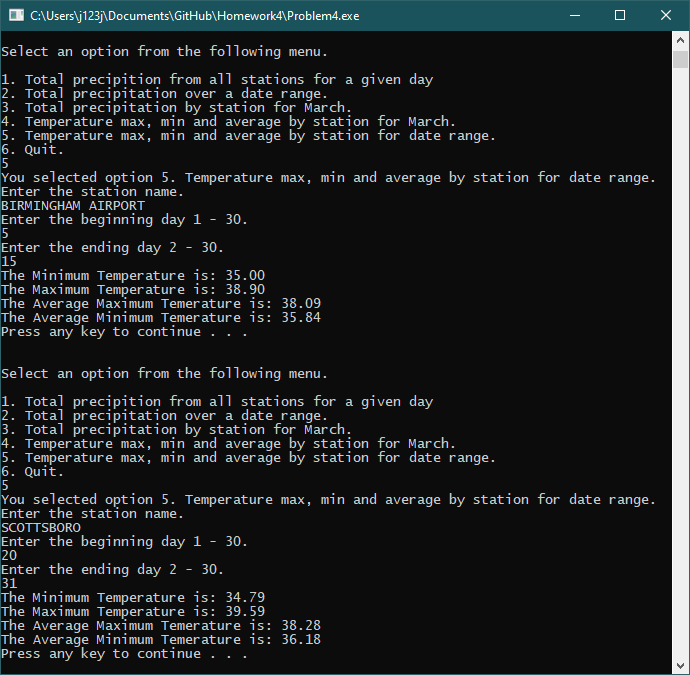 C:\Users\j123j\Documents\GitHub\Homework4\Problem4.exe
Select an option from the following menu.
1. Total precipition from all stations for a given day
2. Total precipitation over a date range.
3. Total precipitation by station for March.
4. Temperature max, min and average by station for March.
5. Temperature max, min and average by station for date range.
6. Quit.
5
You selected option 5. Temperature max, min and average by station for date range.
Enter the station name.
BIRMINGHAM AIRPORT
Enter the beginning day 1 - 30.
5
Enter the ending day 2 - 30.
15
The Minimum Temperature is: 35.00
The Maximum Temperature is: 38.90
The Average Maximum Temerature is: 38.09
The Average Minimum Temerature is: 35.84
Press any key to continue . . .
Select an option from the following menu.
1. Total precipition from all stations for a given day
2. Total precipitation over a date range.
3. Total precipitation by station for March.
4. Temperature max, min and average by station for March.
5. Temperature max, min and average by station for date range.
6. Quit.
5
You selected option 5. Temperature max, min and average by station for date range.
Enter the station name.
SCOTTSBORO
Enter the beginning day 1 - 30.
20
Enter the ending day 2 - 30.
31
The Minimum Temperature is: 34.79
The Maximum Temperature is: 39.59
The Average Maximum Temerature is: 38.28
The Average Minimum Temerature is: 36.18
Press any key to continue . . .